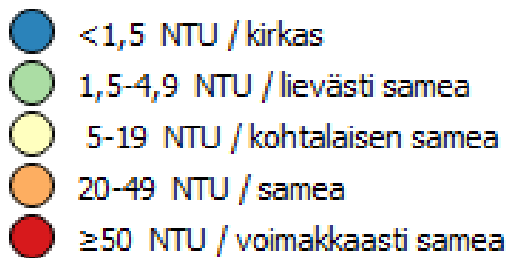 <1,5 NTU / kirkas
1,5-4,9 NTU / lievästi samea
5-19 NTU / kohtalaisen samea
20-49 NTU / samea
≥50 NTU / voimakkaasti samea